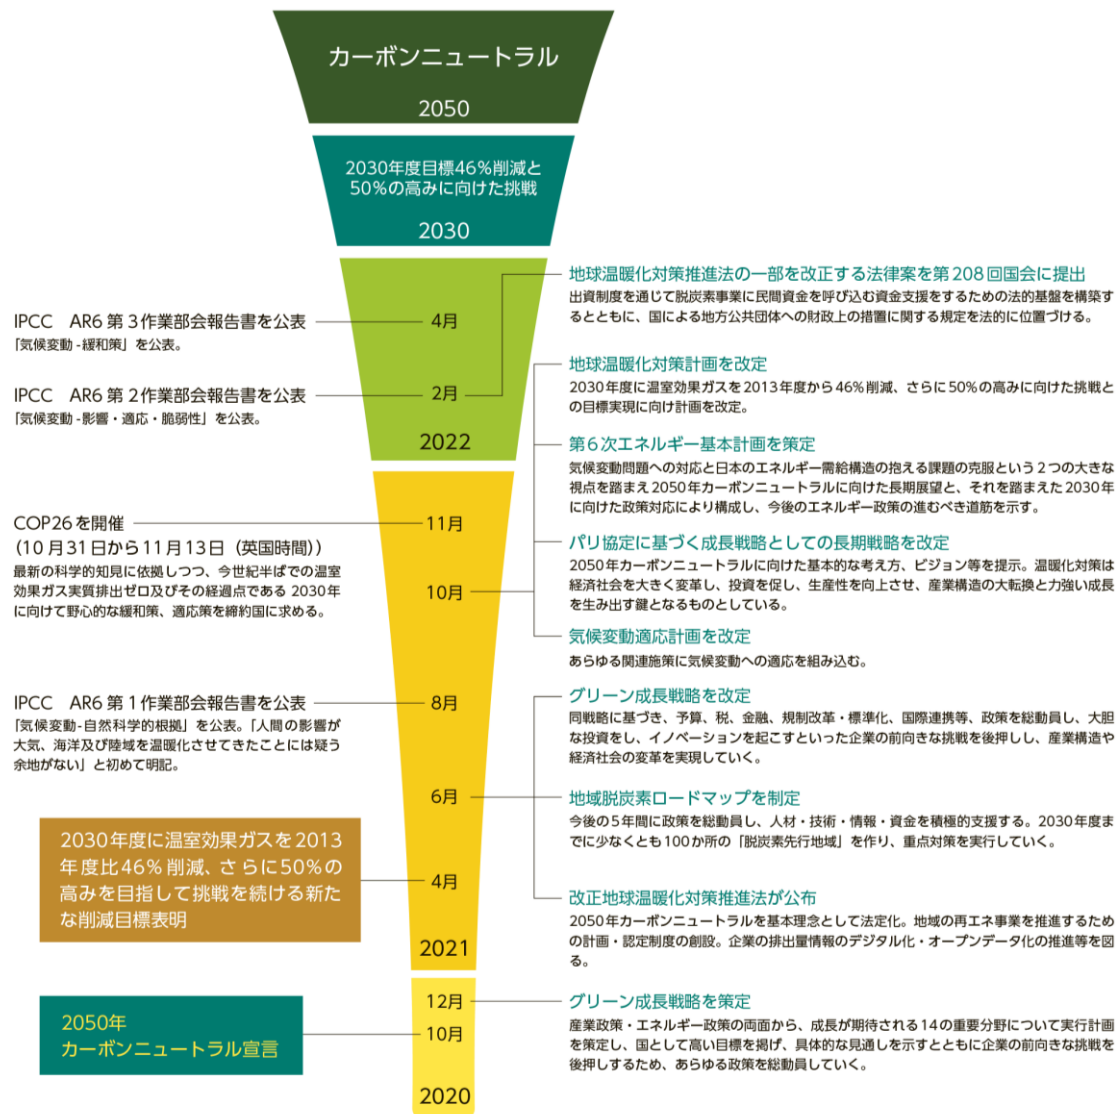 カーボンニュートラル
2050
2030年度目標46%削減と
50%の高みに向けた挑戦
2030
地球温暖化対策推進法の一部を改正する法律案を第208回国会に提出
出資制度を通じて脱炭素事業に民間資金を呼び込む資金支援をするための法的基盤を構築す
るとともに、国による地方公共団体への財政上の措置に関する規定を法的に位置づける。
IPCC AR6 第3作業部会報告書を公表
「気候変動-緩和策」を公表。
4月
地球温暖化対策計画を改定
2030年度に温室効果ガスを2013年度から46%削減、さらに50%の高みに向けた挑戦と
の目標実現に向け計画を改定。
IPCC AR6 第2作業部会報告書を公表
「気候変動-影響・適応・脆弱性」を公表。
2月
2022
第6次エネルギー基本計画を策定
気候変動問題への対応と日本のエネルギー需給構造の抱える課題の克服という2つの大きな
視点を踏まえ2050年カーボンニュートラルに向けた長期展望と、それを踏まえた2030年
に向けた政策対応により構成し、今後のエネルギー政策の進むべき道筋を示す。
COP26を開催
(10月31日から11月13日(英国時間))
最新の科学的知見に依拠しつつ、今世紀半ばでの温室
効果ガス実質排出ゼロ及びその経過点である 2030年
に向けて野心的な緩和策、適応策を締約国に求める。
11月
パリ協定に基づく成長戦略としての長期戦略を改定
2050年カーボンニュートラルに向けた基本的な考え方、ビジョン等を提示。温暖化対策は
経済社会を大きく変革し、投資を促し、生産性を向上させ、産業構造の大転換と力強い成長
を生み出す鍵となるものとしている。
10月
気候変動適応計画を改定
あらゆる関連施策に気候変動への適応を組み込む。
IPCC AR6 第1作業部会報告書を公表
「気候変動-自然科学的根拠」を公表。「人間の影響が
大気、海洋及び陸域を温暖化させてきたことには疑う
余地がない」と初めて明記。
8月
グリーン成長戦略を改定
同戦略に基づき、予算、税、金融、規制改革・標準化、国際連携等、政策を総動員し、大胆
な投資をし、イノベーションを起こすといった企業の前向きな挑戦を後押しし、産業構造や
経済社会の変革を実現していく。
6月
地域脱炭素ロードマップを制定
今後の5年間に政策を総動員し、人材・技術・情報・資金を積極的支援する。2030年度ま
でに少なくとも100か所の「脱炭素先行地域」を作り、重点対策を実行していく。
2030年度に温室効果ガスを2013
年度比46%削減、さらに50%の
高みを目指して挑戦を続ける新た
な削減目標表明
4月
改正地球温暖化対策推進法が公布
2050年カーボンニュートラルを基本理念として法定化。地域の再エネ事業を推進するため
の計画・認定制度の創設。企業の排出量情報のデジタル化・オープンデータ化の推進等を図
る。
2021
12月
グリーン成長戦略を策定
産業政策・エネルギー政策の両面から、成長が期待される14の重要分野について実行計画
を策定し、国として高い目標を掲げ、具体的な見通しを示すとともに企業の前向きな挑戦を
後押しするため、あらゆる政策を総動員していく。
2050年
カーボンニュートラル宣言
10月
2020